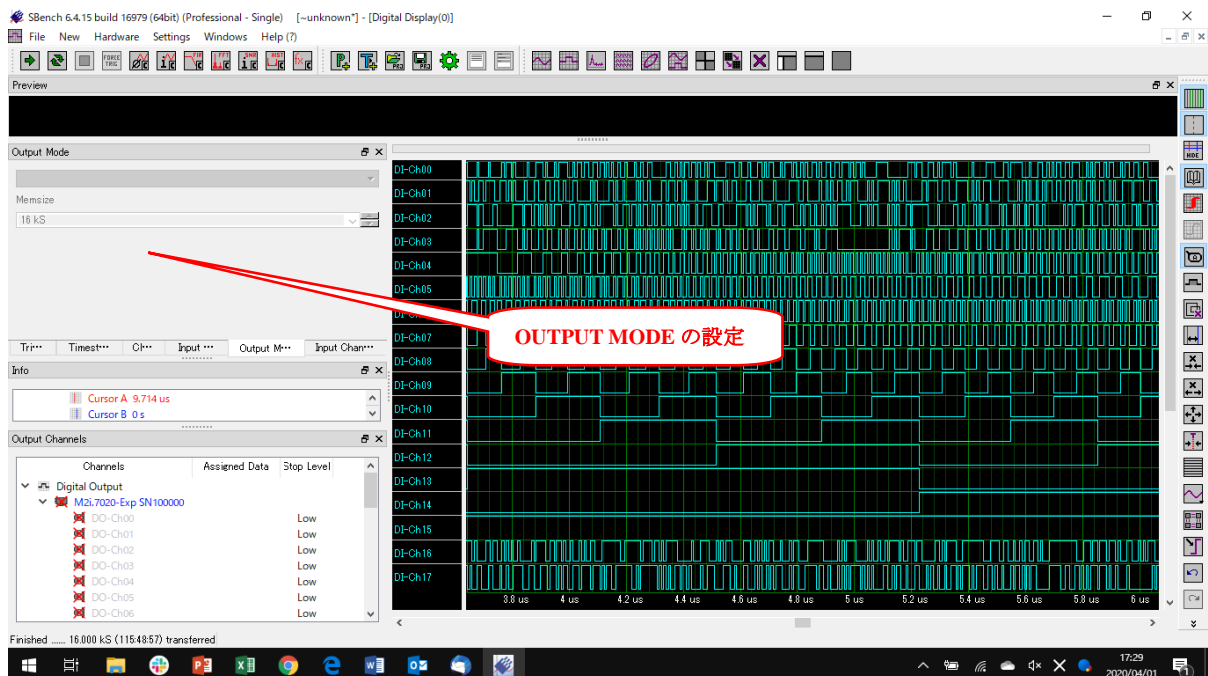 SBench 6.4.15 build 16979 (64bit) (Professional - Single) [~unknown*] - [Digital Display(0)]
File New Hardware Settings Windows Help (?)
Preview
Output Mode
Memsize
16 kS
Tri··· Timest··· Ch··· Input ··· Output M··· Input Chan···
Info
Cursor A 9.714 us
Cursor B 0 s
Output Channels
Channels Assigned Data Stop Level
Digital Output
M2i.7020-Exp SN100000
DO-Ch00 Low
DO-Ch01 Low
DO-Ch02 Low
DO-Ch03 Low
DO-Ch04 Low
DO-Ch05 Low
DO-Ch06 Low
DI-Ch00
DI-Ch01
DI-Ch02
DI-Ch03
DI-Ch04
DI-Ch05
DI-Ch07
DI-Ch08
DI-Ch09
DI-Ch10
DI-Ch11
DI-Ch12
DI-Ch13
DI-Ch14
DI-Ch15
DI-Ch16
DI-Ch17
OUTPUT MODE の設定
3.8 us 4 us 4.2 us 4.4 us 4.6 us 4.8 us 5 us 5.2 us 5.4 us 5.6 us 5.8 us 6 us
Finished ...... 16.000 kS (115:48:57) transferred
17:29
2020/04/01